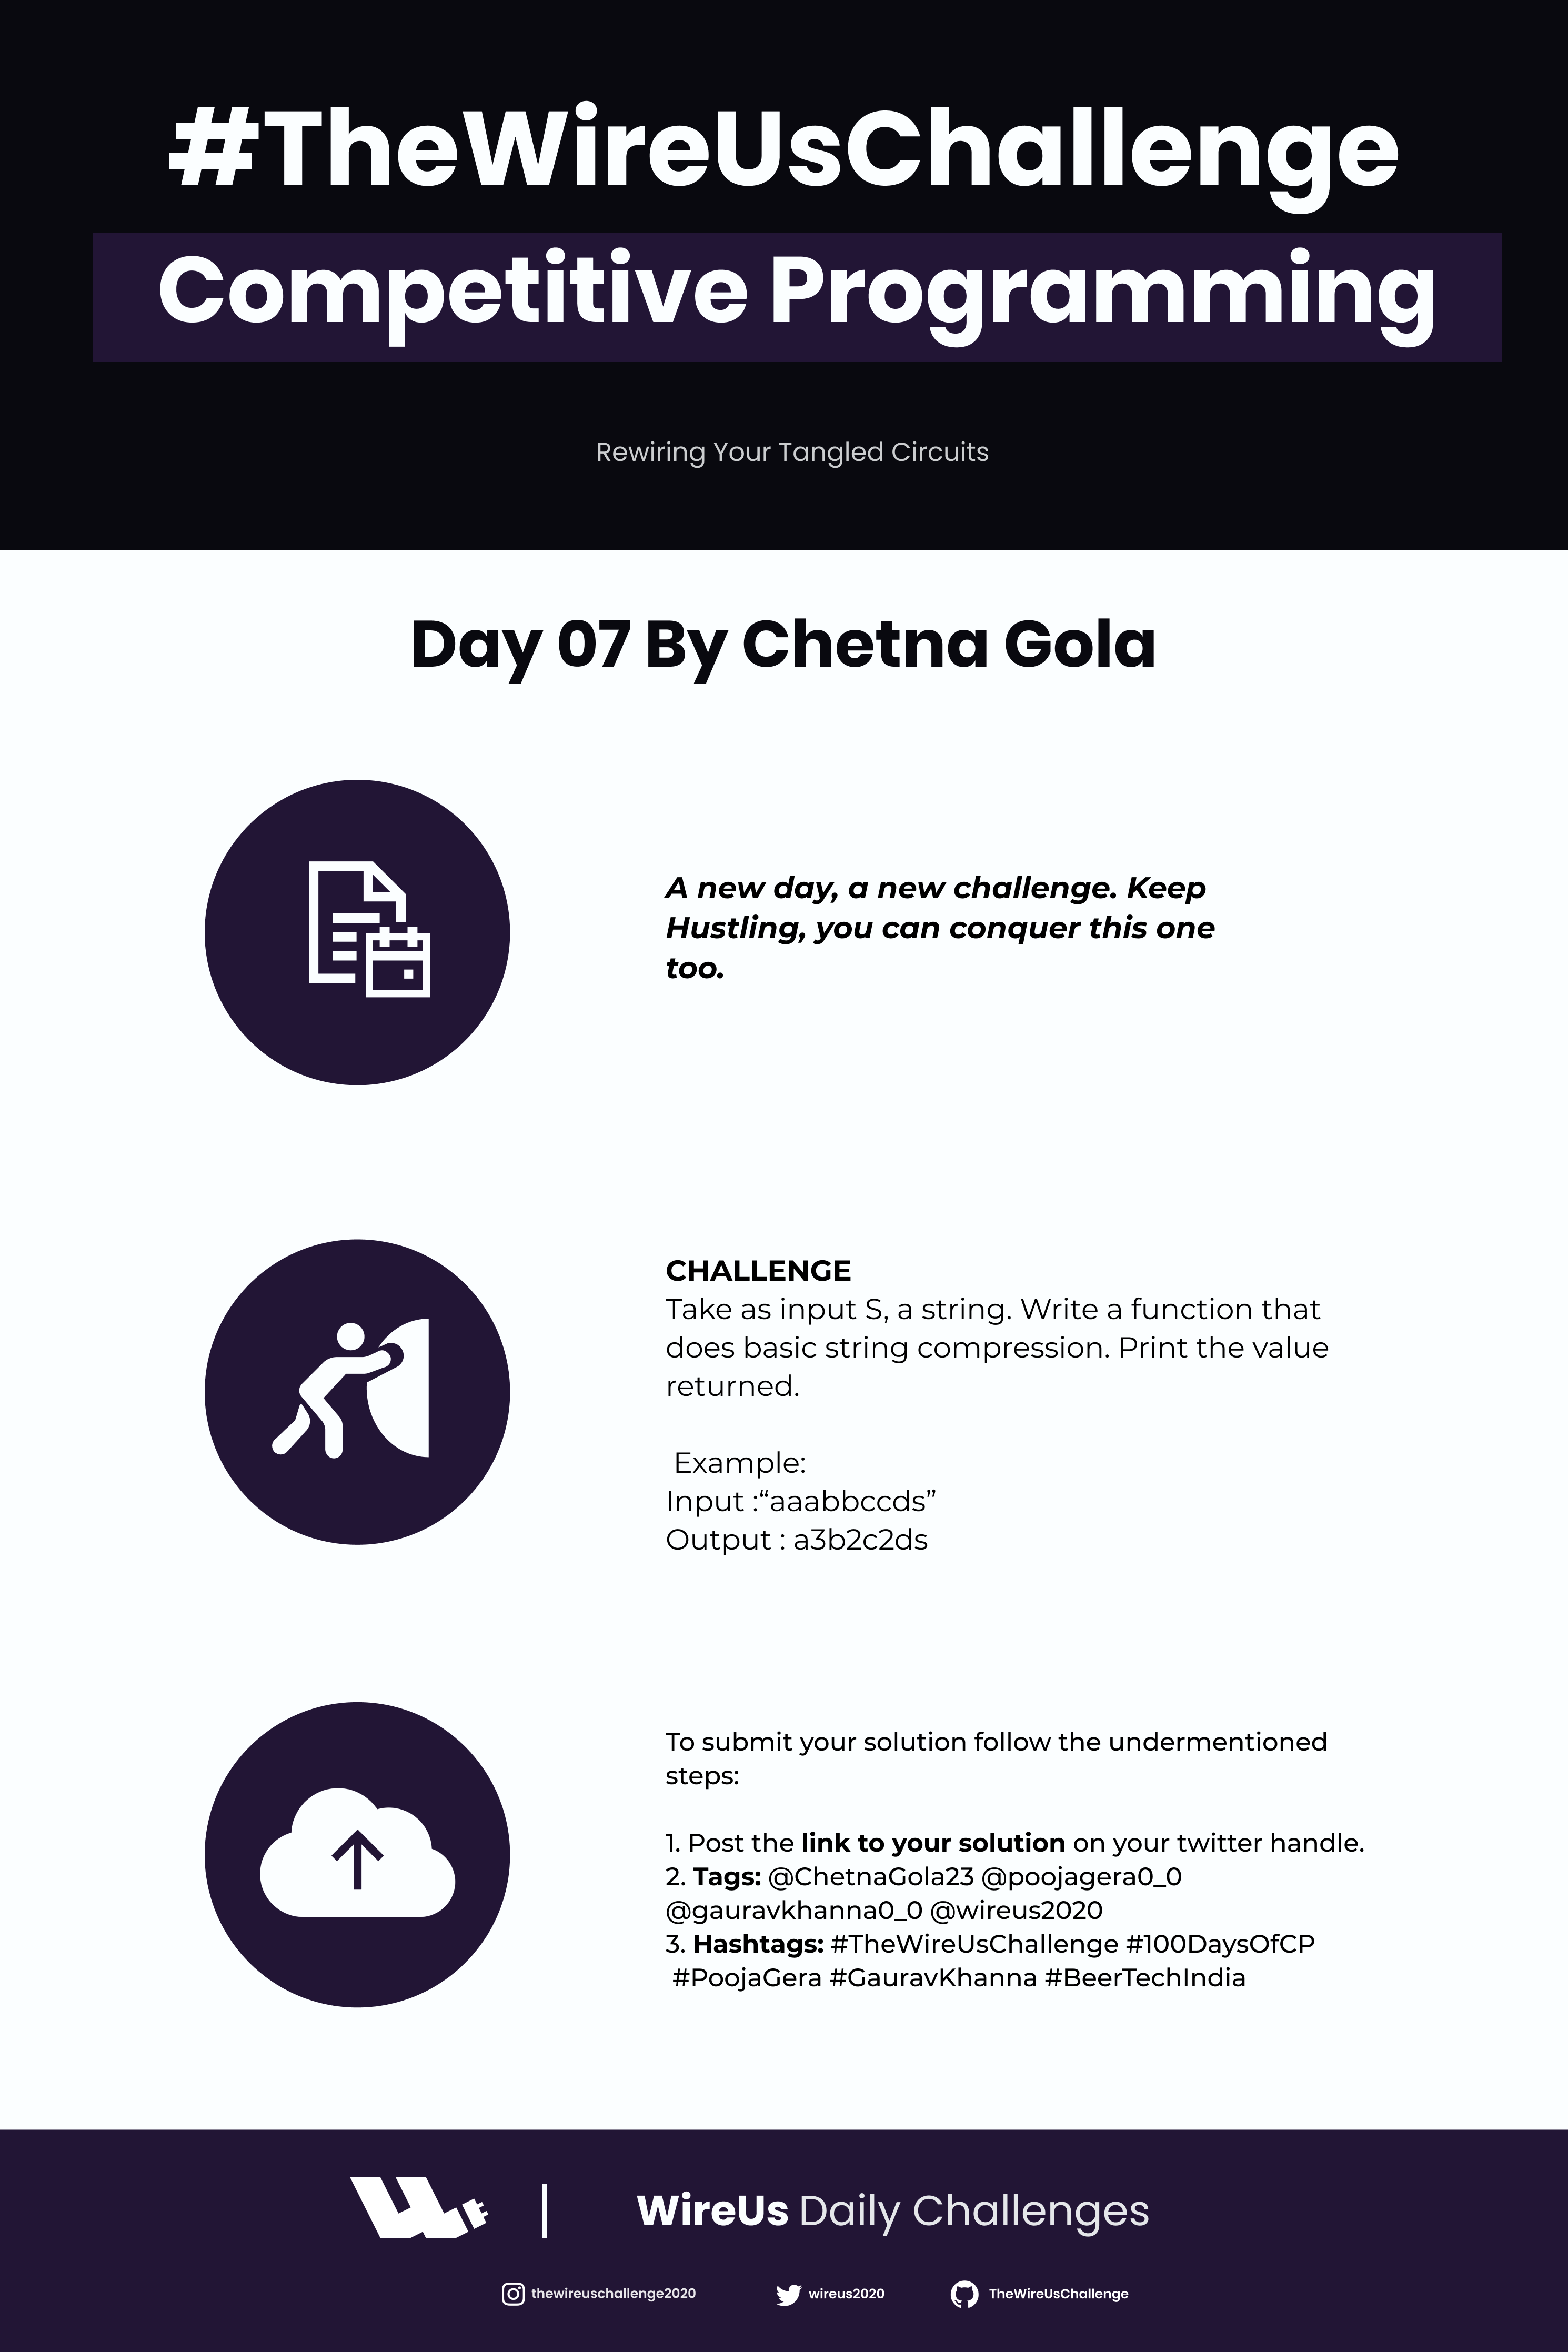 #TheWireUsChallenge
Competitive Programming
Rewiring Your Tangled Circuits
Day 07 By Chetna Gola
A new day, a new challenge. Keep
Hustling, you can conquer this one
too.
CHALLENGE
Take as input S, a string. Write a function that
does basic string compression. Print the value
returned.
Example:
Input :“aaabbccds”
Output : a3b2c2ds
To submit your solution follow the undermentioned
steps:
1. Post the link to your solution on your twitter handle.
2. Tags: @ChetnaGola23 @poojagera0_0
@gauravkhanna0_0 @wireus2020
3. Hashtags: #TheWireUsChallenge #100DaysOfCP
#PoojaGera #GauravKhanna #BeerTechIndia
WireUs Daily Challenges
thewireuschallenge2020
wireus2020
TheWireUsChallenge